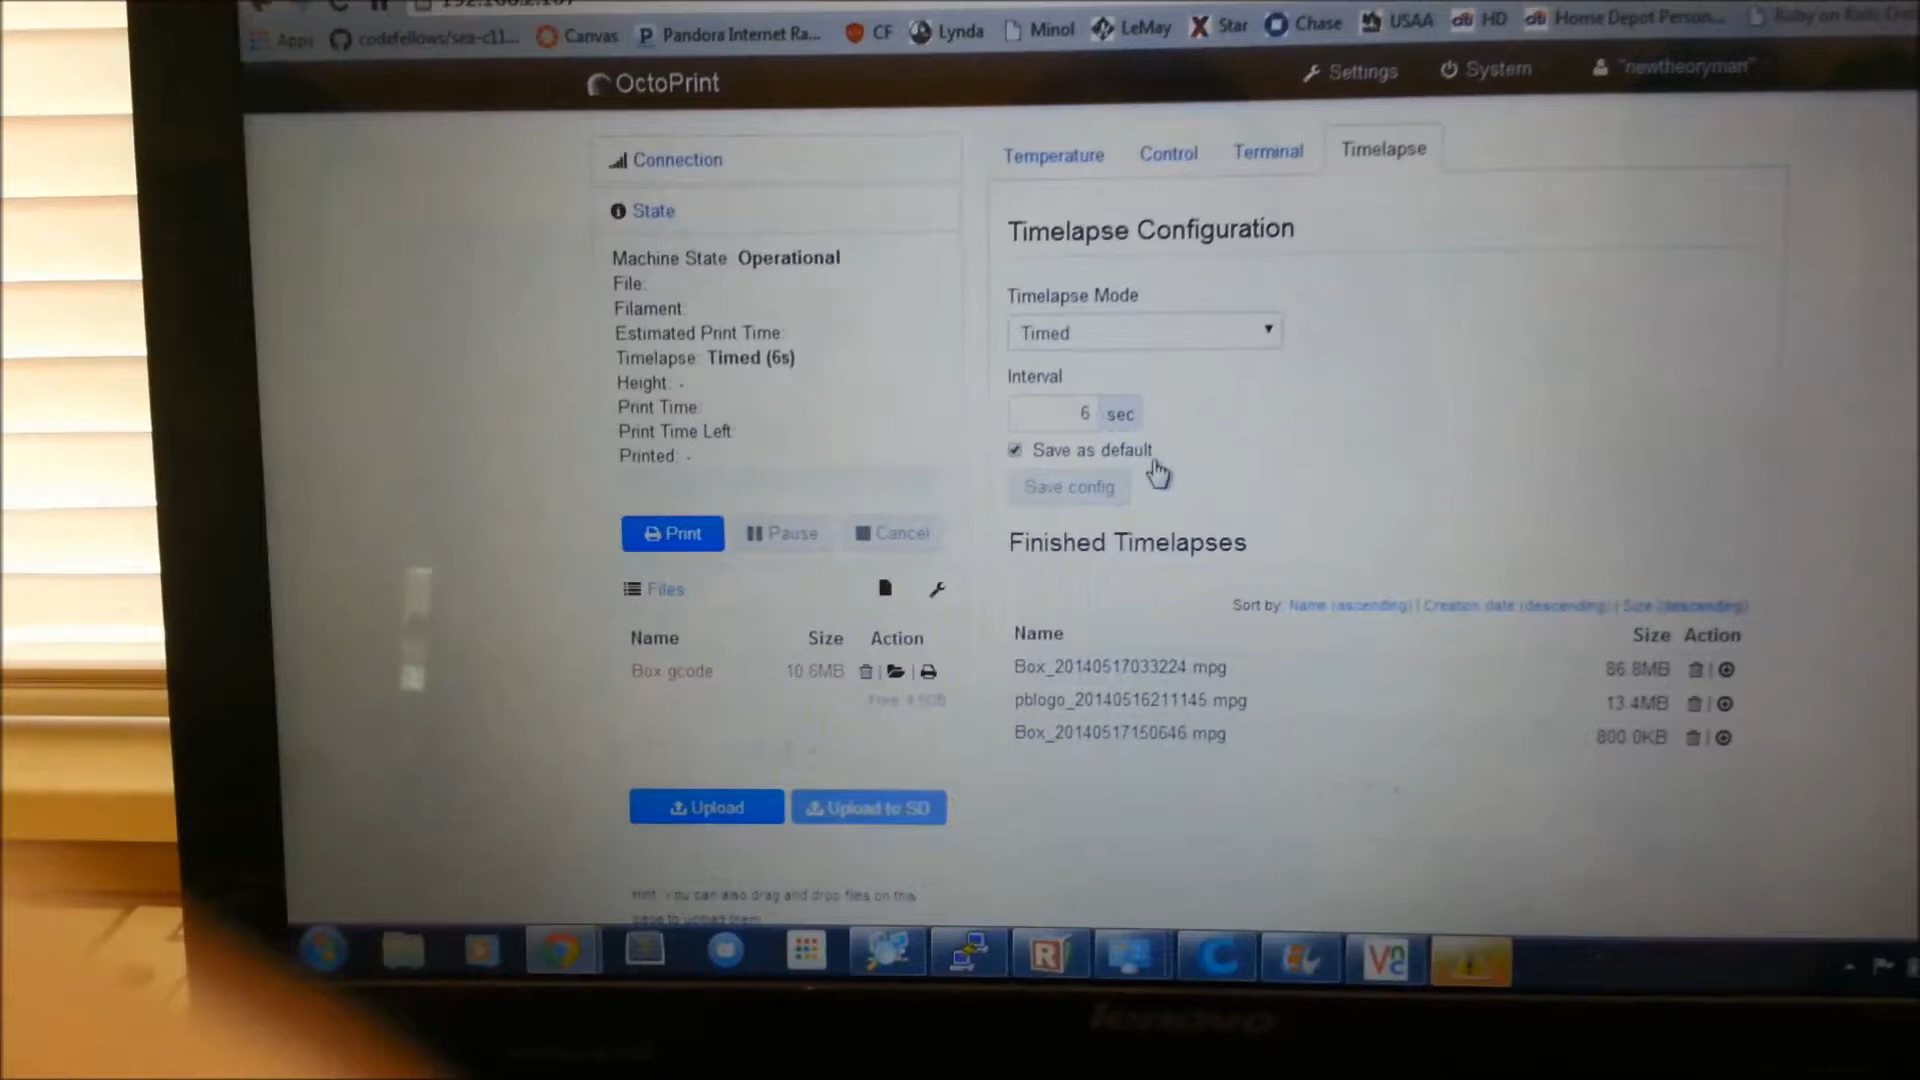 Apps codefellows/sea-c11... Canvas Pandora Internet Ra... CF Lynda Minol LeMay Star Chase USAA HD Home Depot Person...
OctoPrint Settings System "newtheoryman"
Connection
State
Machine State Operational
File:
Filament:
Estimated Print Time:
Timelapse: Timed (6s)
Height: -
Print Time:
Print Time Left:
Printed: -
Print Pause Cancel
Files
Name Size Action
Box gcode 10.6MB
Upload Upload to SD
Hint: You can also drag and drop files on this
page to upload them.
Temperature Control Terminal Timelapse
Timelapse Configuration
Timelapse Mode
Timed
Interval
6 sec
Save as default
Save config
Finished Timelapses
Sort by: Name (ascending) | Creation date (descending) | Size (descending)
Name Size Action
Box_20140517033224.mpg 86.8MB
pblogo_20140516211145.mpg 13.4MB
Box_20140517150646.mpg 800.0KB